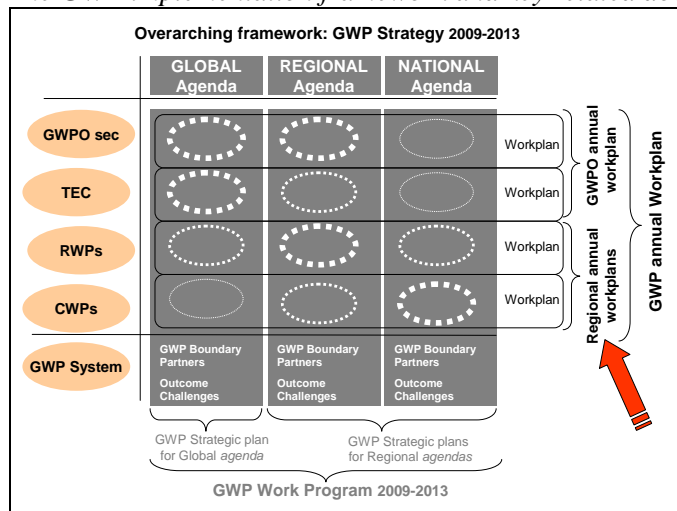 Overarching framework: GWP Strategy 2009-2013
GLOBAL
Agenda
REGIONAL
Agenda
NATIONAL
Agenda
GWPO sec
Workplan
TEC
Workplan
RWPs
Workplan
CWPs
Workplan
GWPO annual
workplan
Regional annual
workplans
GWP annual Workplan
GWP System
GWP Boundary
Partners
Outcome
Challenges
GWP Boundary
Partners
Outcome
Challenges
GWP Boundary
Partners
Outcome
Challenges
GWP Strategic plan
for Global agenda
GWP Strategic plans
for Regional agendas
GWP Work Program 2009-2013